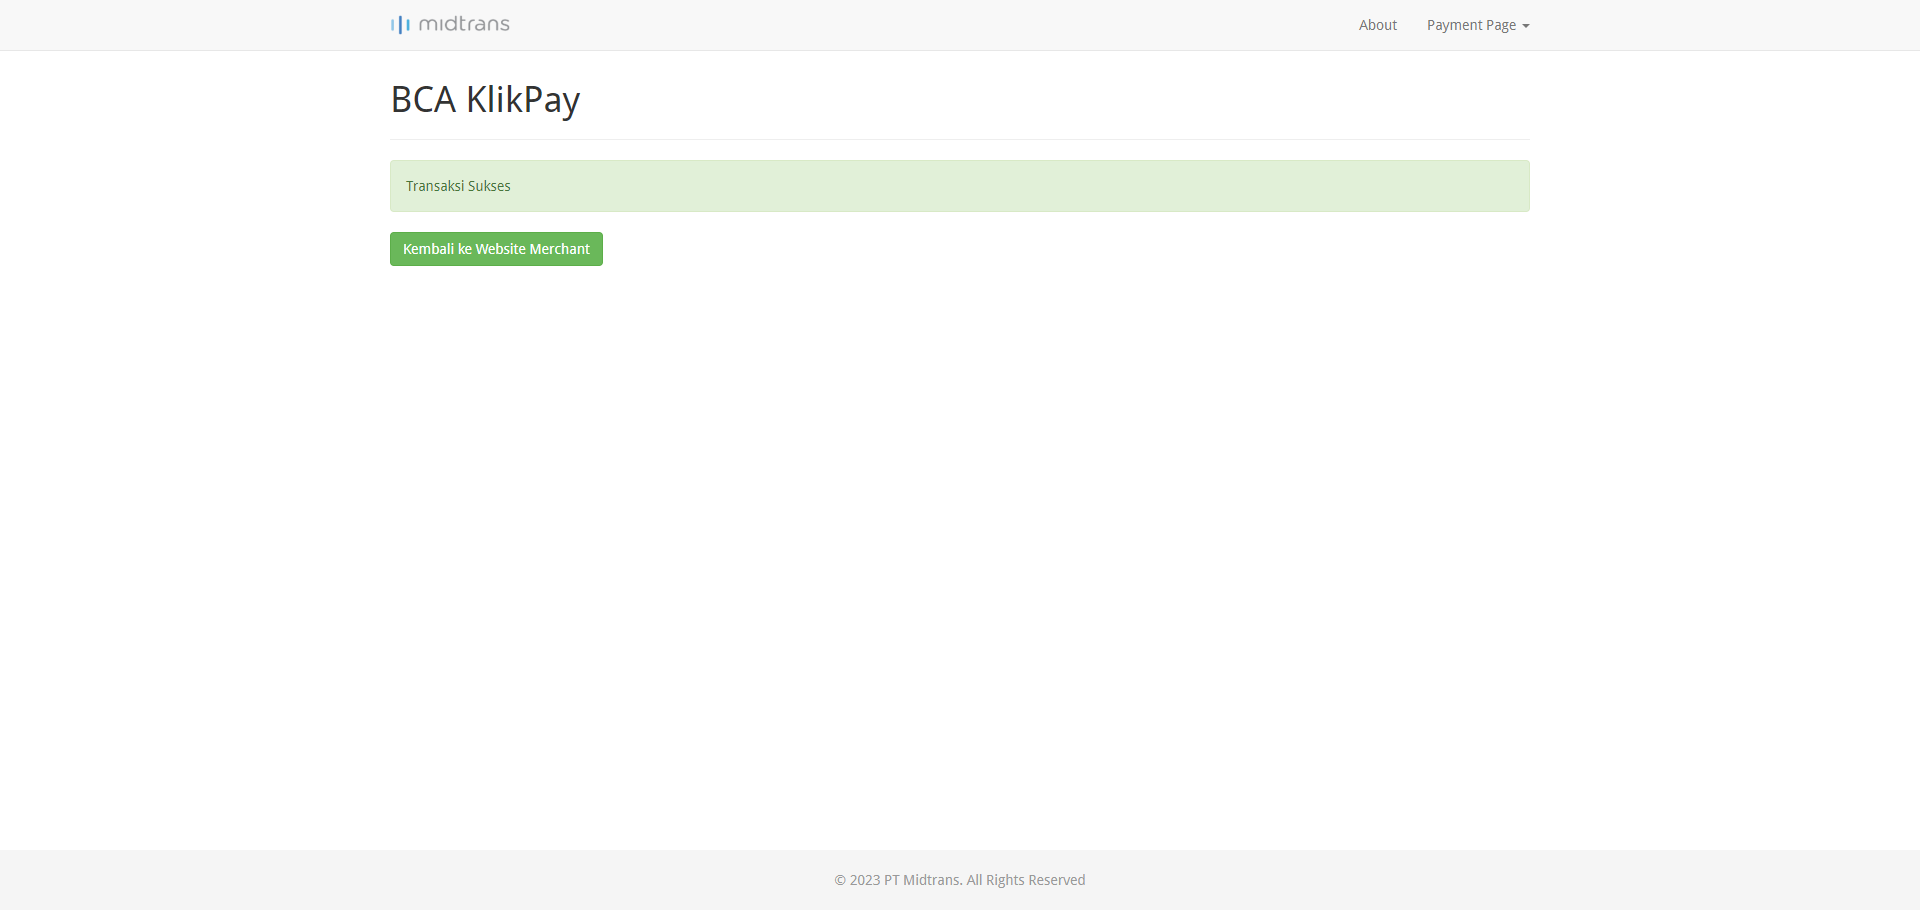 midtrans
About
Payment Page
BCA KlikPay
Transaksi Sukses
Kembali ke Website Merchant
© 2023 PT Midtrans. All Rights Reserved